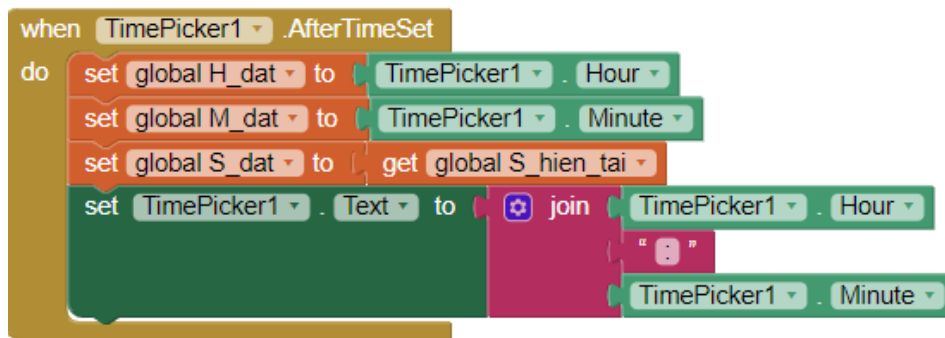 when TimePicker1 .AfterTimeSet
do set global H_dat to TimePicker1 . Hour
set global M_dat to TimePicker1 . Minute
set global S_dat to get global S_hien_tai
set TimePicker1 . Text to join TimePicker1 . Hour
" : "
TimePicker1 . Minute